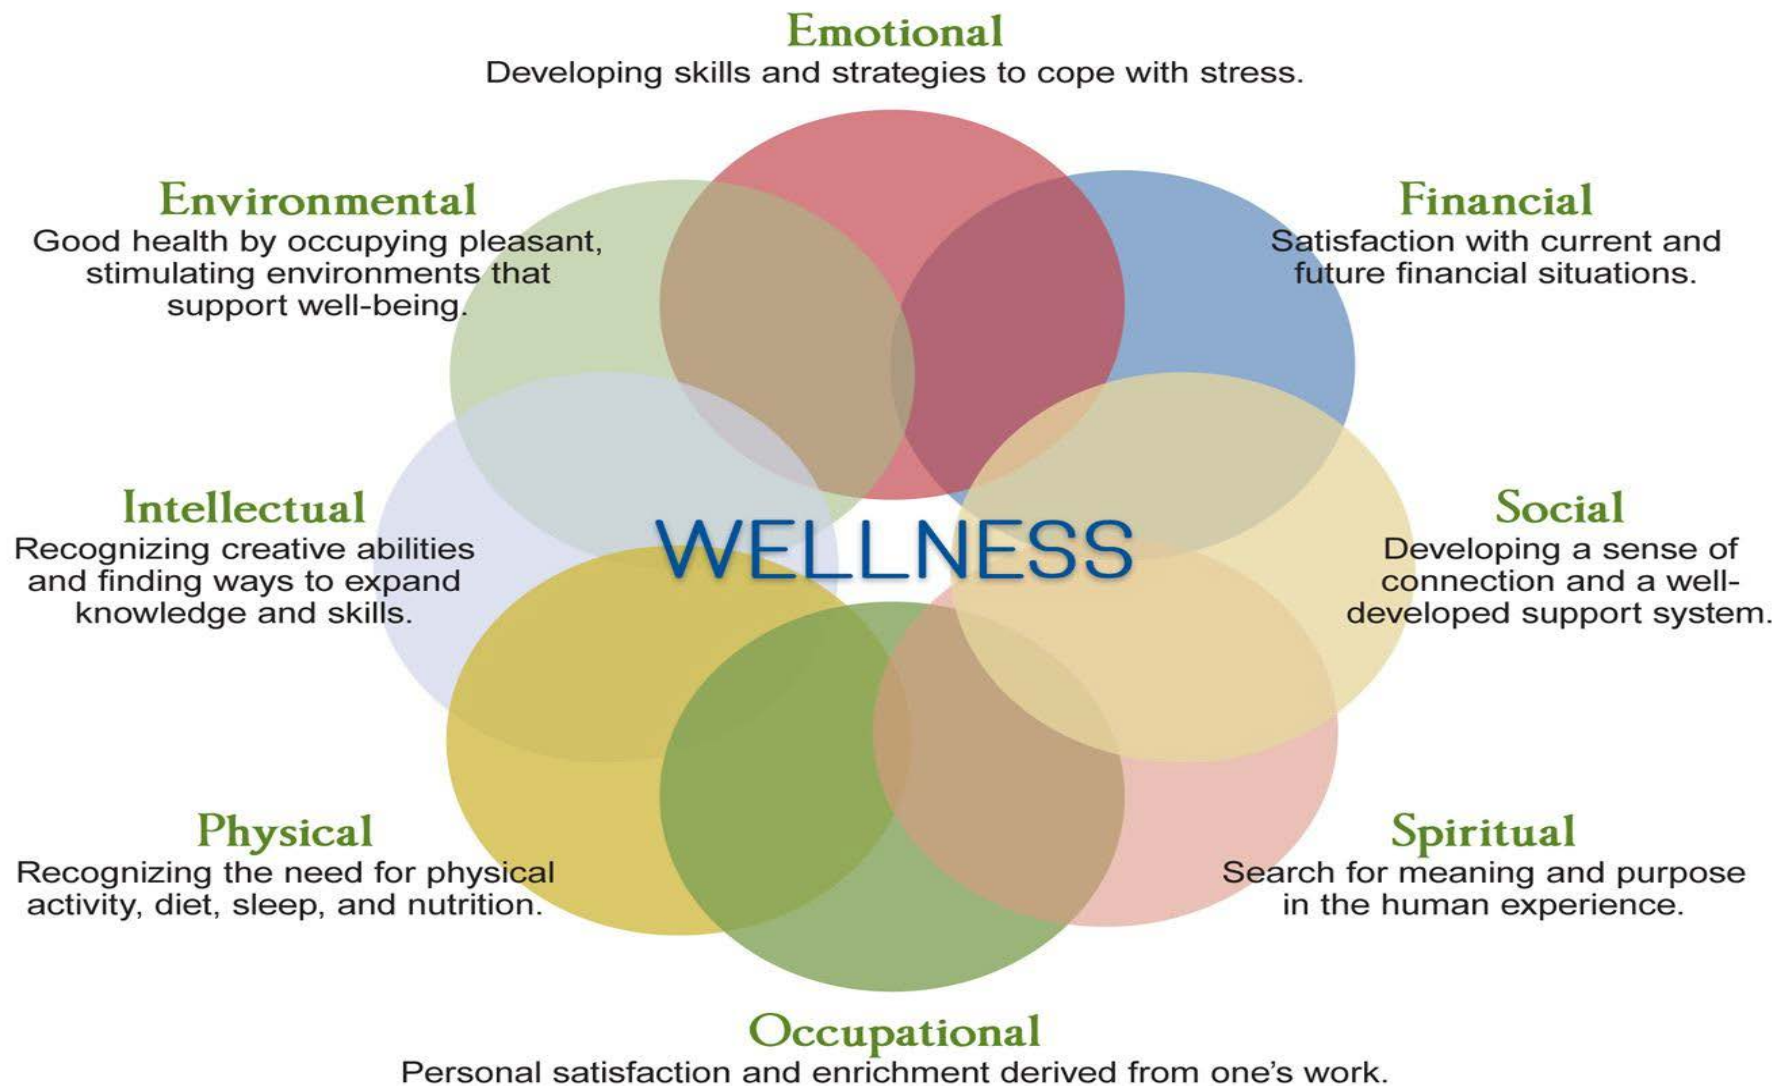 Emotional
Developing skills and strategies to cope with stress.
Financial
Satisfaction with current and
future financial situations.
Social
Developing a sense of
connection and a well-
developed support system.
Spiritual
Search for meaning and purpose
in the human experience.
Occupational
Personal satisfaction and enrichment derived from one’s work.
Physical
Recognizing the need for physical
activity, diet, sleep, and nutrition.
Intellectual
Recognizing creative abilities
and finding ways to expand
knowledge and skills.
Environmental
Good health by occupying pleasant,
stimulating environments that
support well-being.
WELLNESS